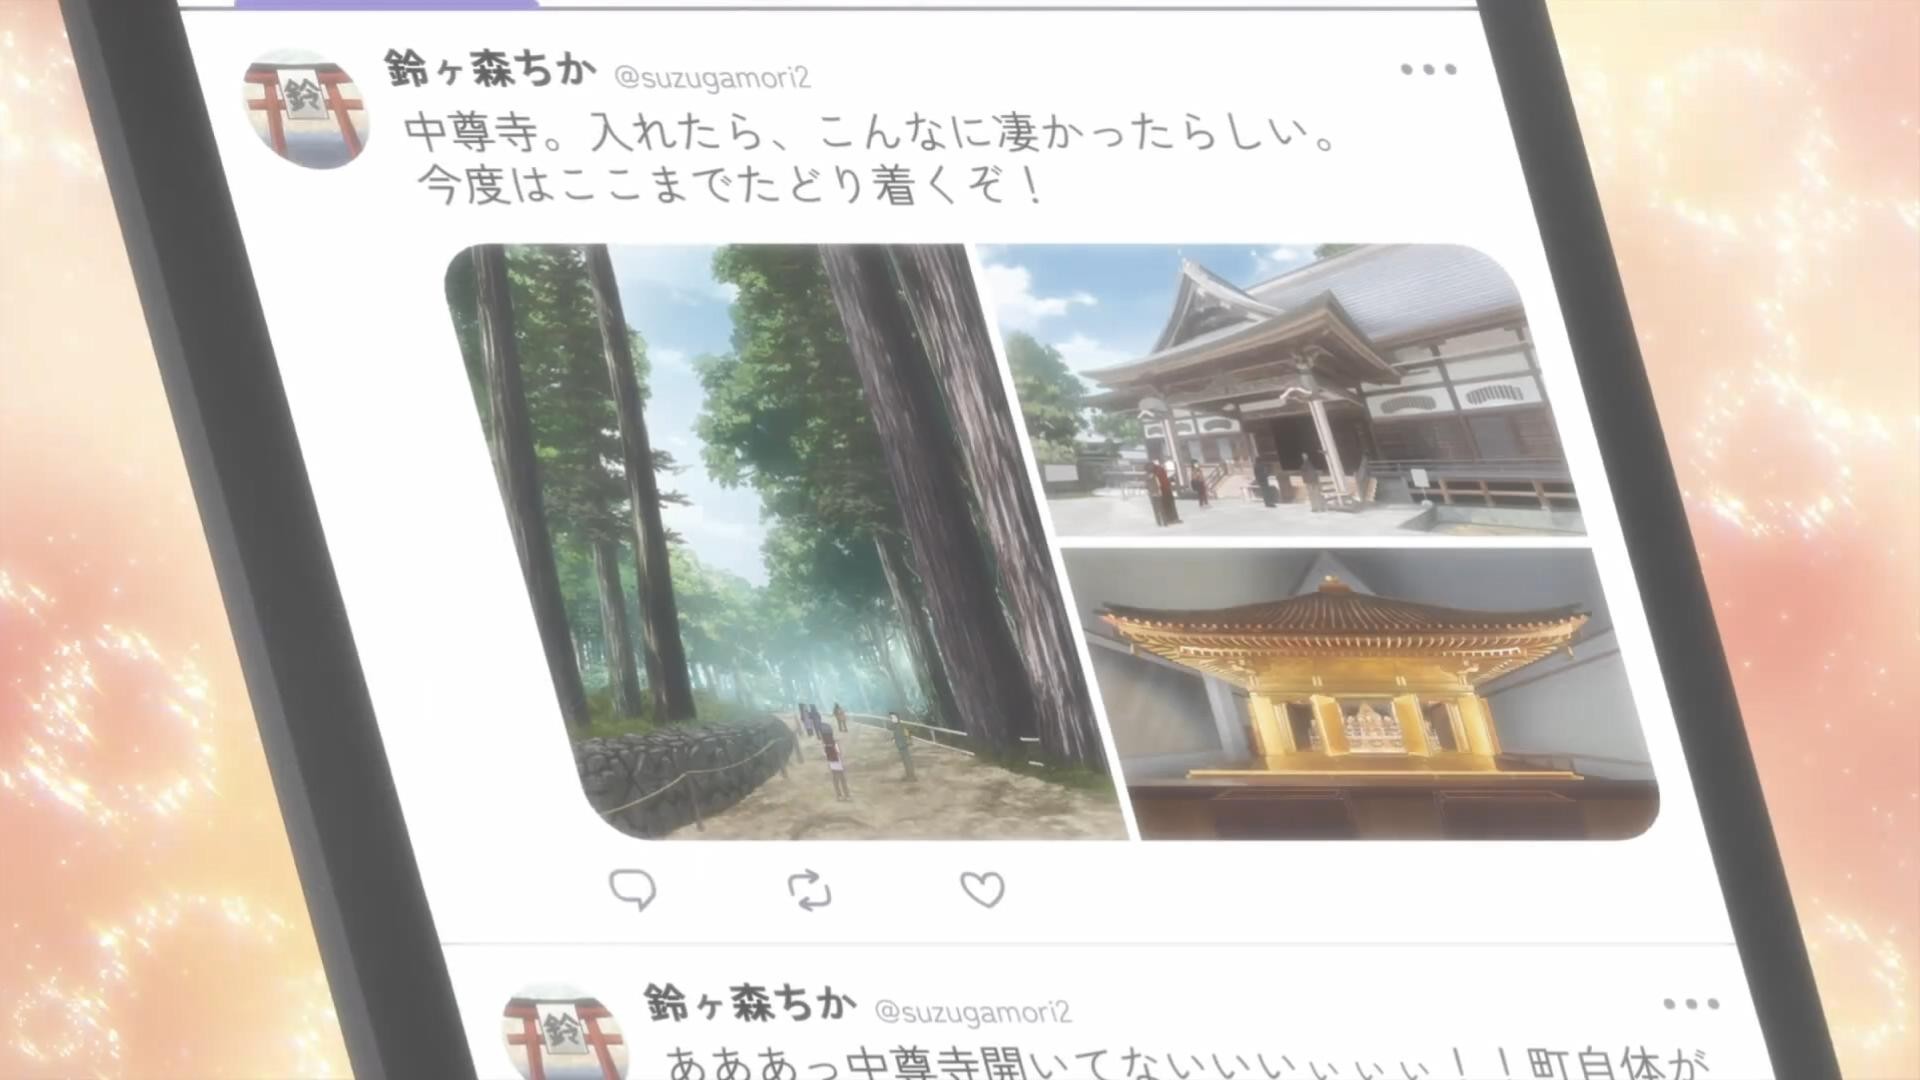 鈴
鈴ヶ森ちか @suzugamori2
中尊寺。入れたら、こんなに凄かったらしい。
今度はここまでたどり着くぞ！
鈴
鈴ヶ森ちか @suzugamori2
あああっ中尊寺開いてないいいぃぃぃぃ！！町自体が